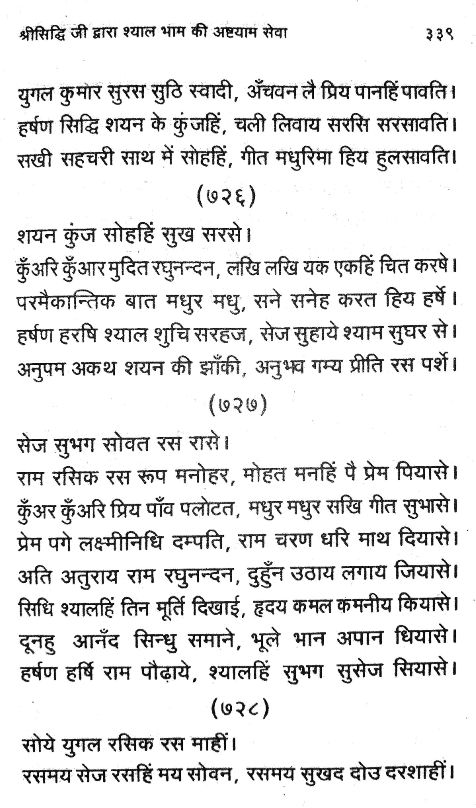 श्रीसिद्धि जी द्वारा श्याल भाम की अष्टयाम सेवा ३३९
युगल कुमार सुरस सुठि स्वादी, अँचवन लै प्रिय पानहिं पावति।
हर्षण सिद्धि शयन के कुंजहिं, चली लिवाय सरसि सरसावति।
सखी सहचरी साथ में सोहहिं, गीत मधुरिमा हिय हुलसावति।
(७२६)
शयन कुंज सोहहिं सुख सरसे।
कुँअरि कुँआर मुदित रघुनन्दन, लखि लखि यक एकहिं चित करषे।
परमैकान्तिक बात मधुर मधु, सने सनेह करत हिय हर्षे।
हर्षण हरषि श्याल शुचि सरहज, सेज सुहाये श्याम सुघर से।
अनुपम अकथ शयन की झाँकी, अनुभव गम्य प्रीति रस पर्शे।
(७२७)
सेज सुभग सोवत रस रासे।
राम रसिक रस रूप मनोहर, मोहत मनहिं पै प्रेम पियासे।
कुँअर कुँअरि प्रिय पाँव पलोटत, मधुर मधुर सखि गीत सुभासे।
प्रेम पगे लक्ष्मीनिधि दम्पति, राम चरण धरि माथ दियासे।
अति अतुराय राम रघुनन्दन, दुहुँन उठाय लगाय जियासे।
सिधि श्यालहिं तिन मूर्ति दिखाई, हृदय कमल कमनीय कियासे।
दूनहु आनँद सिन्धु समाने, भूले भान अपान धियासे।
हर्षण हर्षि राम पौढ़ाये, श्यालहिं सुभग सुसेज सियासे।
(७२८)
सोये युगल रसिक रस माहीं।
रसमय सेज रसहिं मय सोवन, रसमय सुखद दोउ दरशाहीं।